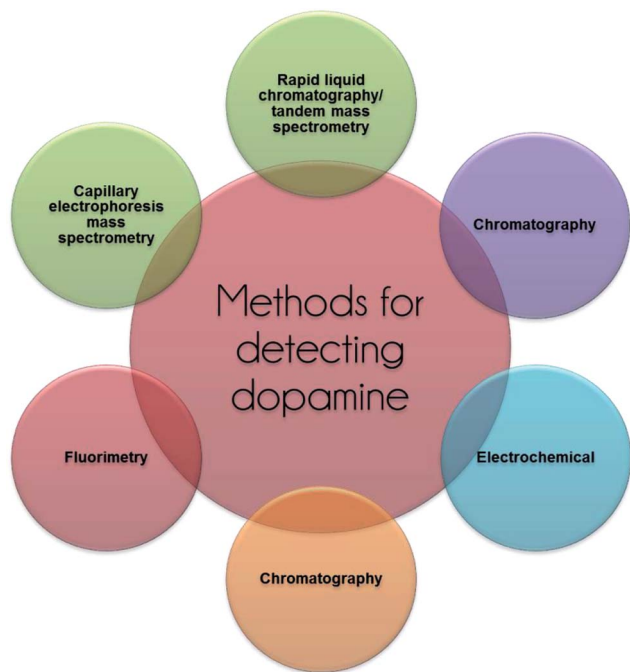 Rapid liquid
chromatography/
tandem mass
spectrometry
Capillary
electrophoresis
mass
spectrometry
Chromatography
Methods for
detecting
dopamine
Fluorimetry
Electrochemical
Chromatography